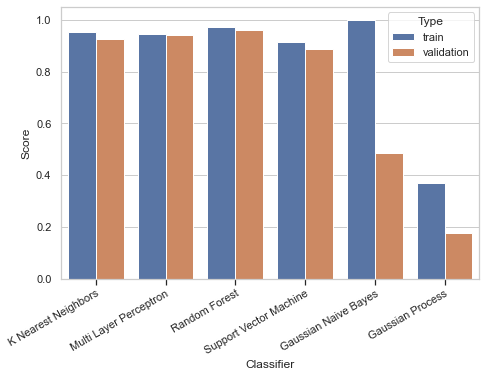 1.0
0.8
0.6
0.4
0.2
0.0
Score
Type
train
validation
K Nearest Neighbors
Multi Layer Perceptron
Random Forest
Support Vector Machine
Gaussian Naive Bayes
Gaussian Process
Classifier